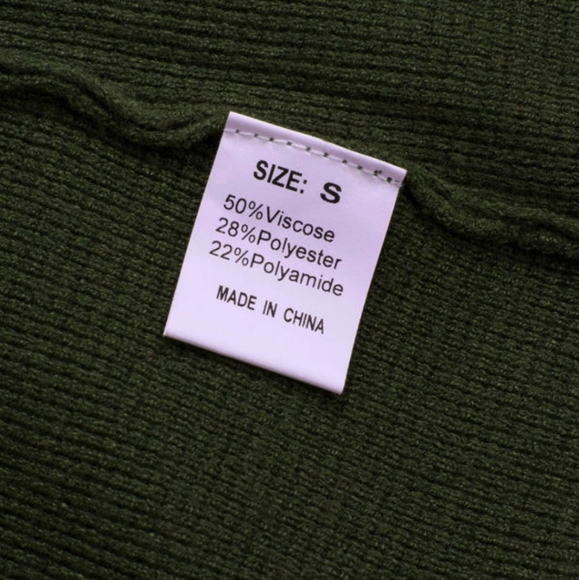 SIZE: S
50%Viscose
28%Polyester
22%Polyamide
MADE IN CHINA